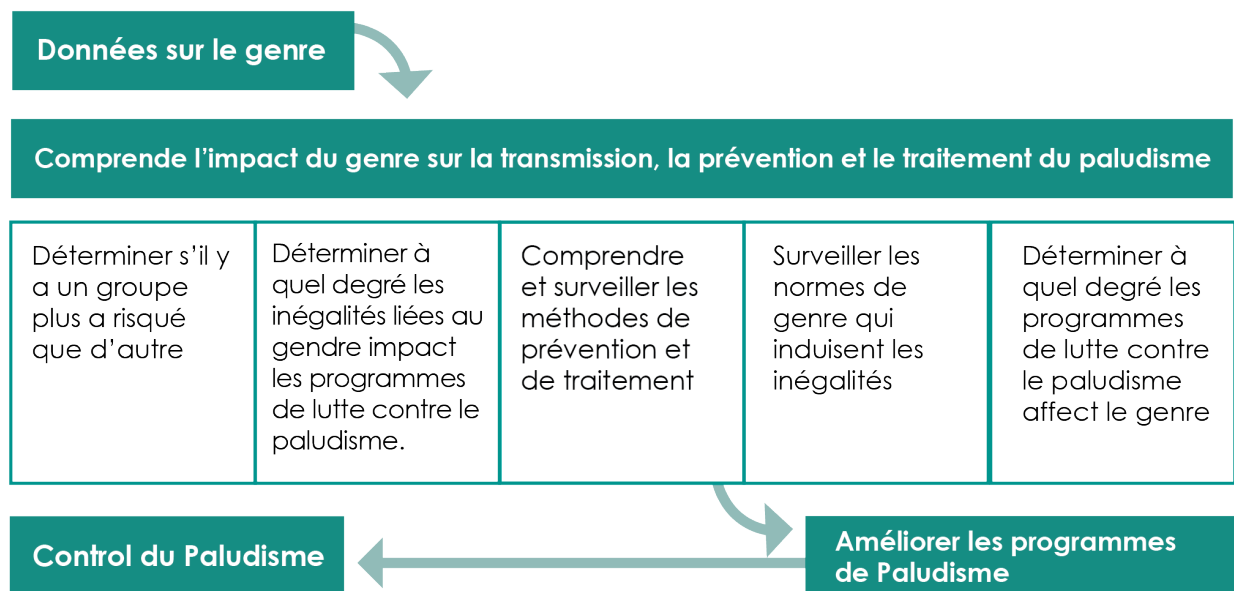 Données sur le genre
Comprende l’impact du genre sur la transmission, la prévention et le traitement du paludisme
Déterminer s’il y
a un groupe
plus a risqué
que d’autre
Déterminer à
quel degré les
inégalités liées au
gendre impact
les programmes
de lutte contre le
paludisme.
Comprendre
et surveiller les
méthodes de
prévention et
de traitement
Surveiller les
normes de
genre qui
induisent les
inégalités
Déterminer à
quel degré les
programmes
de lutte contre
le paludisme
affect le genre
Control du Paludisme
Améliorer les programmes
de Paludisme